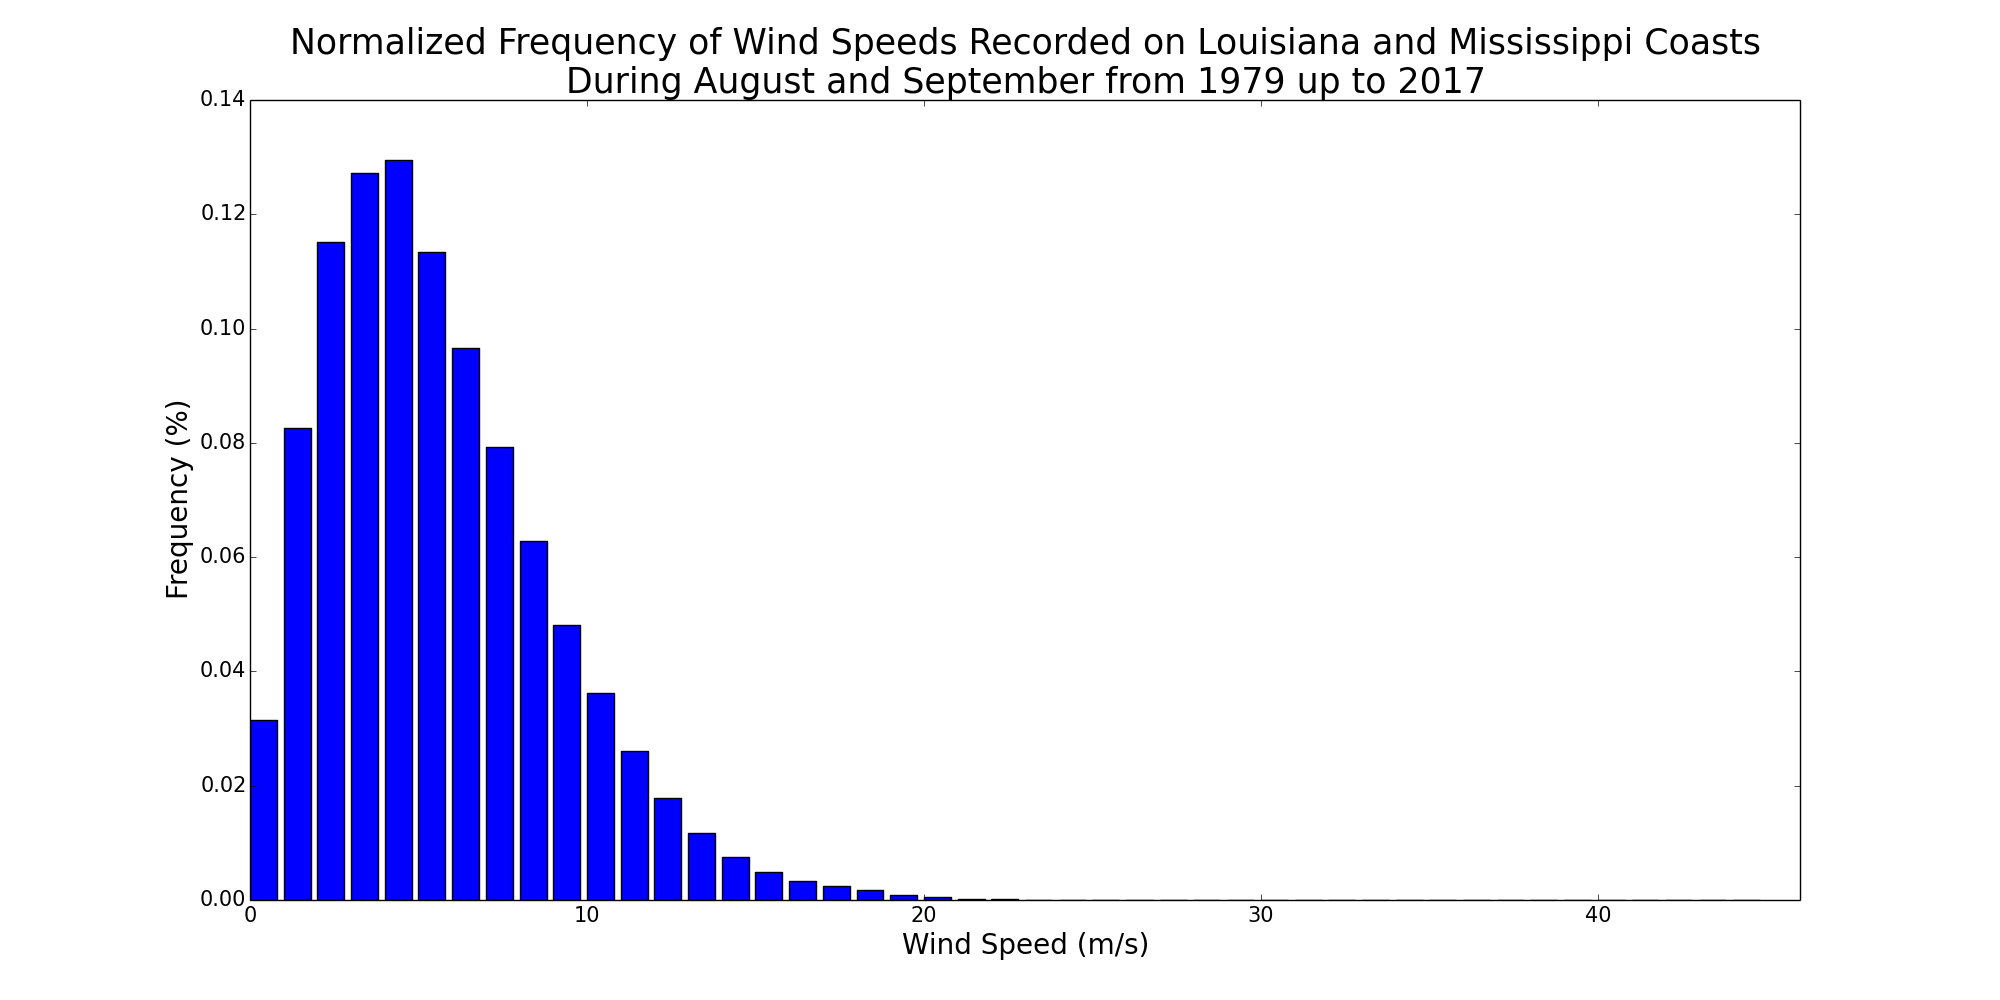 Normalized Frequency of Wind Speeds Recorded on Louisiana and Mississippi Coasts
During August and September from 1979 up to 2017
0.14
0.12
0.10
0.08
0.06
0.04
0.02
0.00
Frequency (%)
0 10 20 30 40
Wind Speed (m/s)